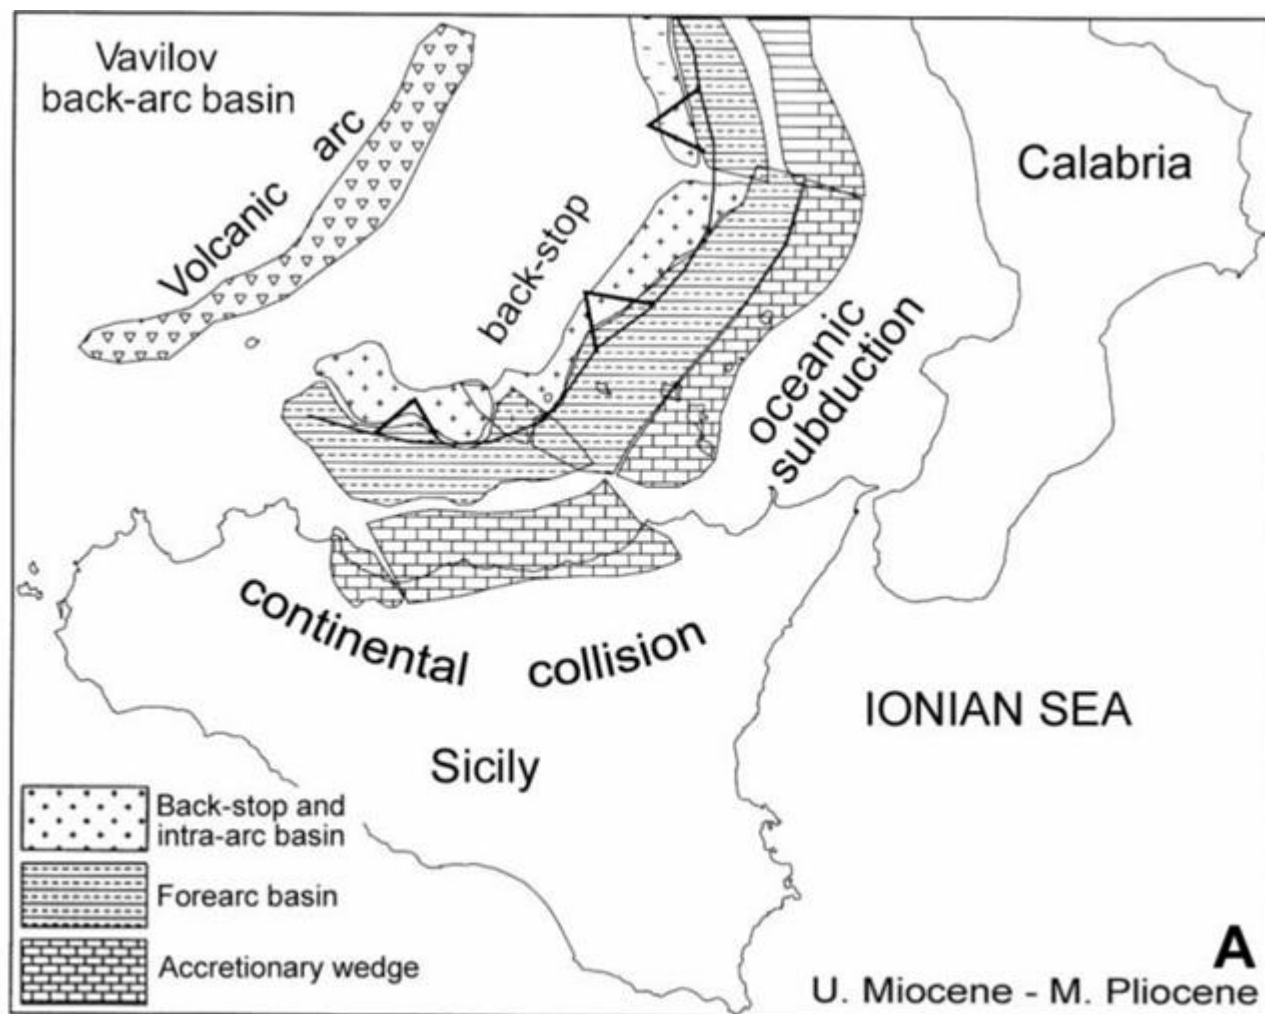 Vavilov
back-arc basin
Volcanic arc
back-stop
Calabria
oceanic
subduction
continental collision
IONIAN SEA
Sicily
Back-stop and
intra-arc basin
Forearc basin
Accretionary wedge
A
U. Miocene - M. Pliocene